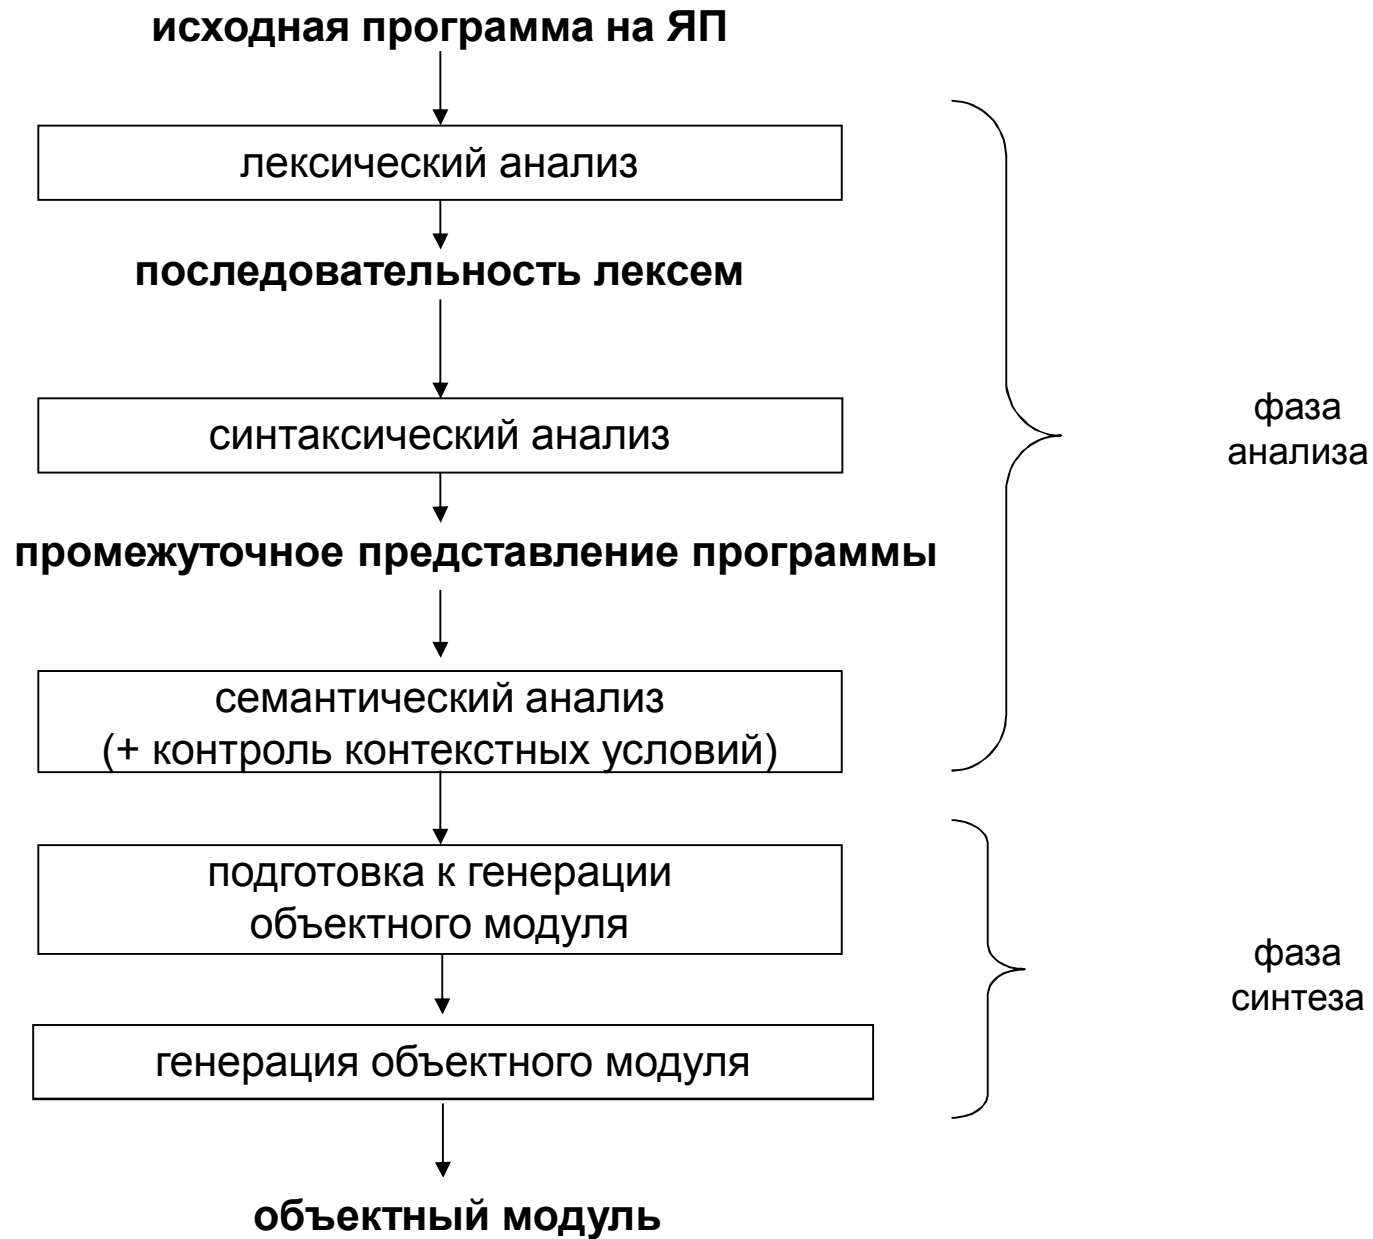 исходная программа на ЯП
лексический анализ
последовательность лексем
синтаксический анализ
фаза
анализа
промежуточное представление программы
семантический анализ
(+ контроль контекстных условий)
подготовка к генерации
объектного модуля
фаза
синтеза
генерация объектного модуля
объектный модуль